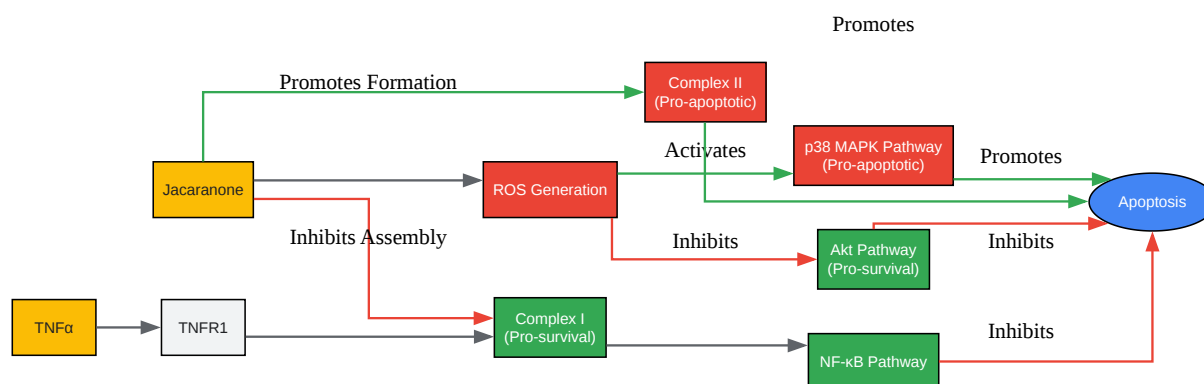 Promotes
Promotes Formation
Complex II
(Pro-apoptotic)
Activates
p38 MAPK Pathway
(Pro-apoptotic)
Promotes
Jacaranone
ROS Generation
Apoptosis
Inhibits Assembly
Inhibits
Akt Pathway
(Pro-survival)
Inhibits
TNFα
TNFR1
Complex I
(Pro-survival)
Inhibits
NF-κB Pathway